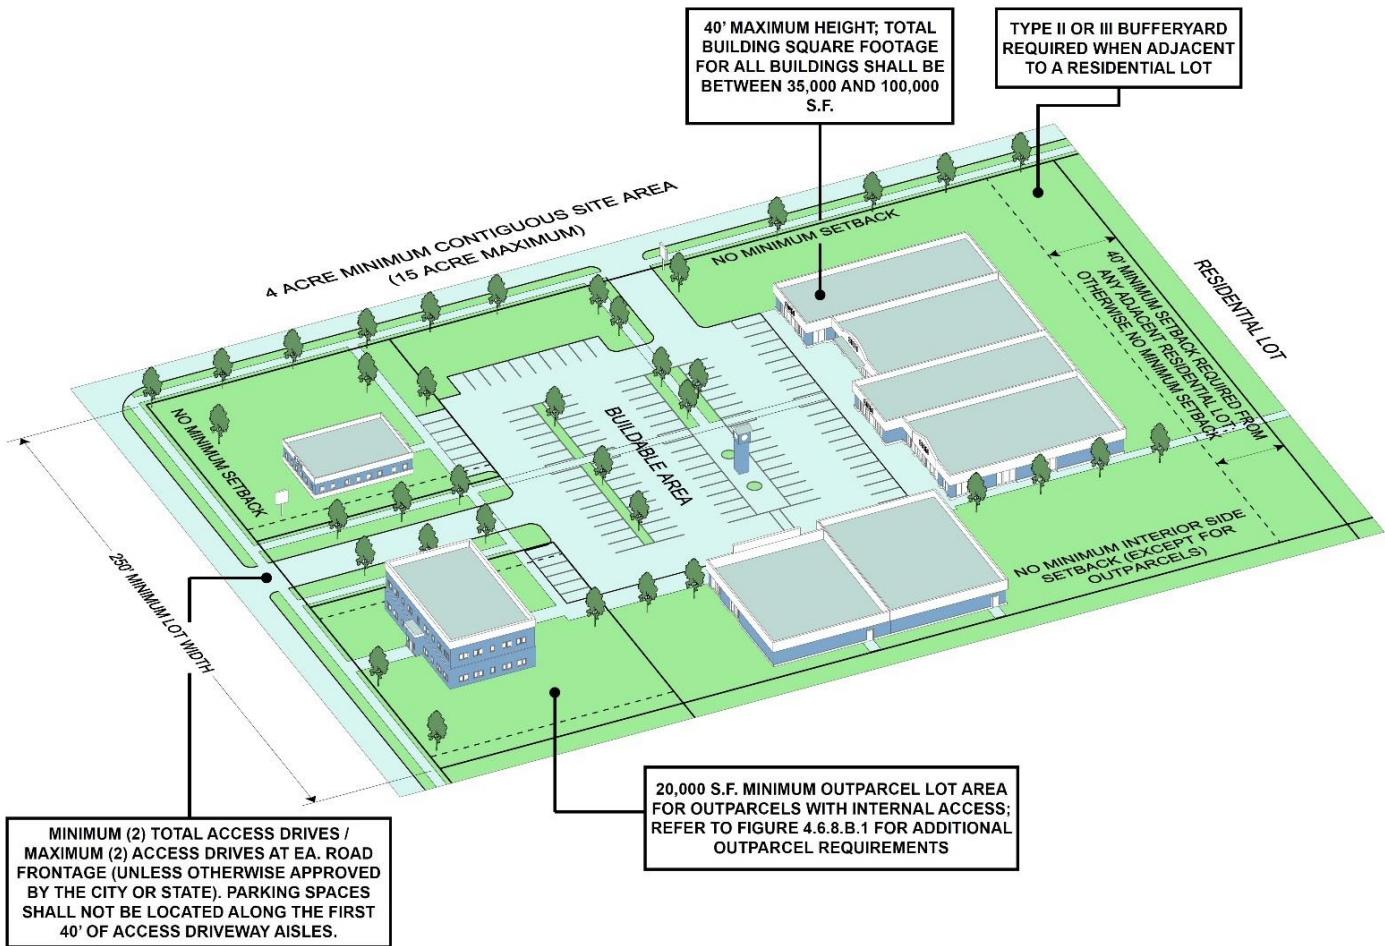 40' MAXIMUM HEIGHT; TOTAL
BUILDING SQUARE FOOTAGE
FOR ALL BUILDINGS SHALL BE
BETWEEN 35,000 AND 100,000
S.F.
TYPE II OR III BUFFERYARD
REQUIRED WHEN ADJACENT
TO A RESIDENTIAL LOT
4 ACRE MINIMUM CONTIGUOUS SITE AREA
(15 ACRE MAXIMUM)
NO MINIMUM SETBACK
RESIDENTIAL LOT
40' MINIMUM SETBACK REQUIRED FROM
ANY ADJACENT RESIDENTIAL LOT;
OTHERWISE NO MINIMUM SETBACK
NO MINIMUM SETBACK
BUILDABLE AREA
NO MINIMUM INTERIOR SIDE
SETBACK (EXCEPT FOR
OUTPARCELS)
250' MINIMUM LOT WIDTH
20,000 S.F. MINIMUM OUTPARCEL LOT AREA
FOR OUTPARCELS WITH INTERNAL ACCESS;
REFER TO FIGURE 4.6.8.B.1 FOR ADDITIONAL
OUTPARCEL REQUIREMENTS
MINIMUM (2) TOTAL ACCESS DRIVES /
MAXIMUM (2) ACCESS DRIVES AT EA. ROAD
FRONTAGE (UNLESS OTHERWISE APPROVED
BY THE CITY OR STATE). PARKING SPACES
SHALL NOT BE LOCATED ALONG THE FIRST
40' OF ACCESS DRIVEWAY AISLES.